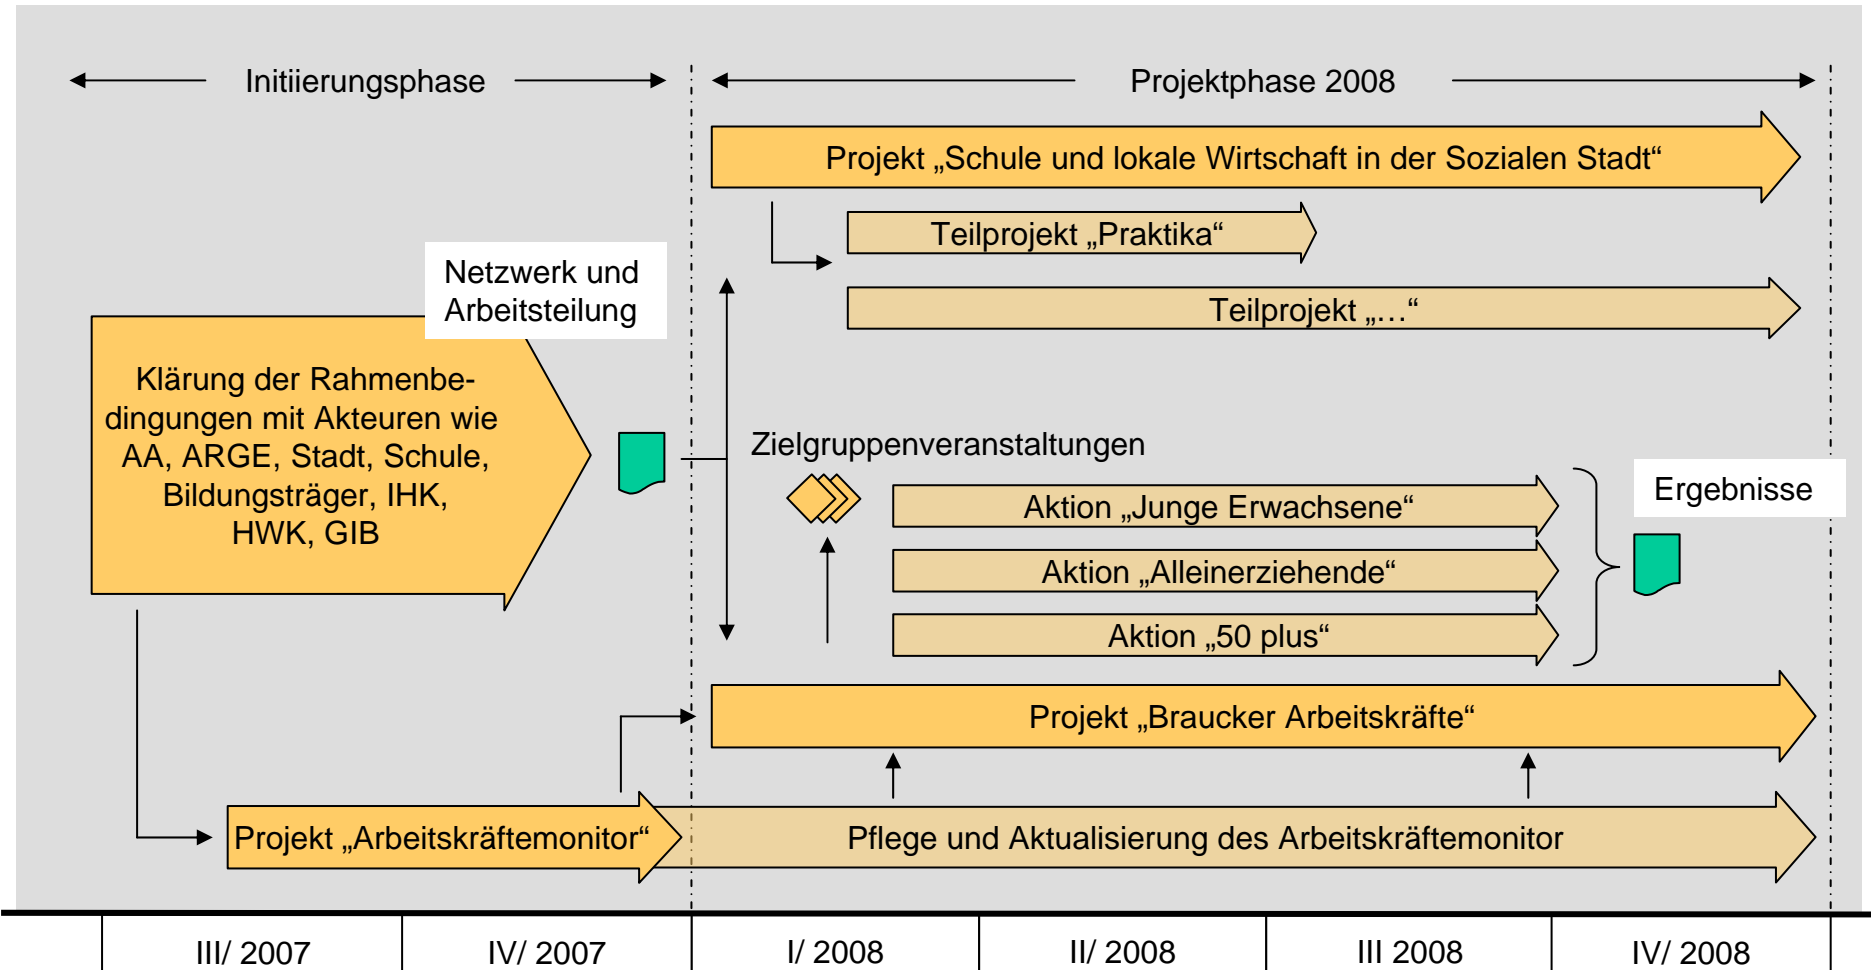 Initiierungsphase
Projektphase 2008
Projekt „Schule und lokale Wirtschaft in der Sozialen Stadt“
Teilprojekt „Praktika“
Netzwerk und
Arbeitsteilung
Teilprojekt „…“
Klärung der Rahmenbe-
dingungen mit Akteuren wie
AA, ARGE, Stadt, Schule,
Bildungsträger, IHK,
HWK, GIB
Zielgruppenveranstaltungen
Aktion „Junge Erwachsene“
Ergebnisse
Aktion „Alleinerziehende“
Aktion „50 plus“
Projekt „Braucker Arbeitskräfte“
Projekt „Arbeitskräftemonitor“
Pflege und Aktualisierung des Arbeitskräftemonitor
III/ 2007
IV/ 2007
I/ 2008
II/ 2008
III 2008
IV/ 2008